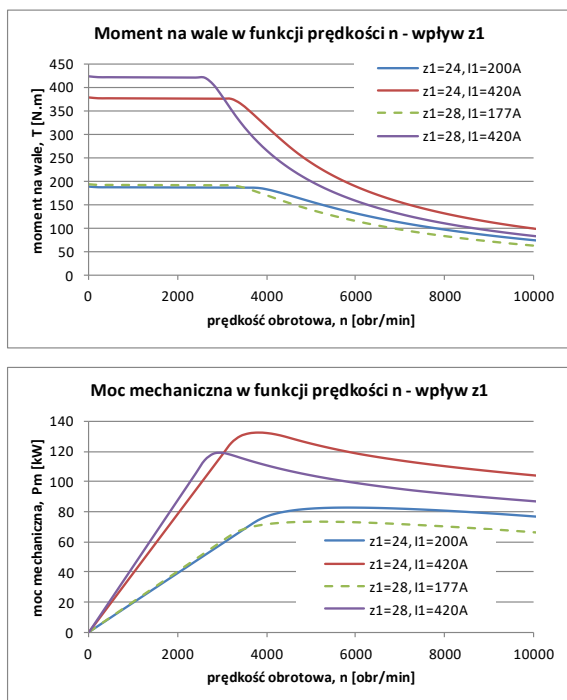 Moment na wale w funkcji prędkości n - wpływ z1
moment na wale, T [N.m]
450
400
350
300
250
200
150
100
50
0
0 2000 4000 6000 8000 10000
prędkość obrotowa, n [obr/min]
z1=24, I1=200A
z1=24, I1=420A
z1=28, I1=177A
z1=28, I1=420A
Moc mechaniczna w funkcji prędkości n - wpływ z1
moc mechaniczna, Pm [kW]
140
120
100
80
60
40
20
0
0 2000 4000 6000 8000 10000
prędkość obrotowa, n [obr/min]
z1=24, I1=200A
z1=24, I1=420A
z1=28, I1=177A
z1=28, I1=420A